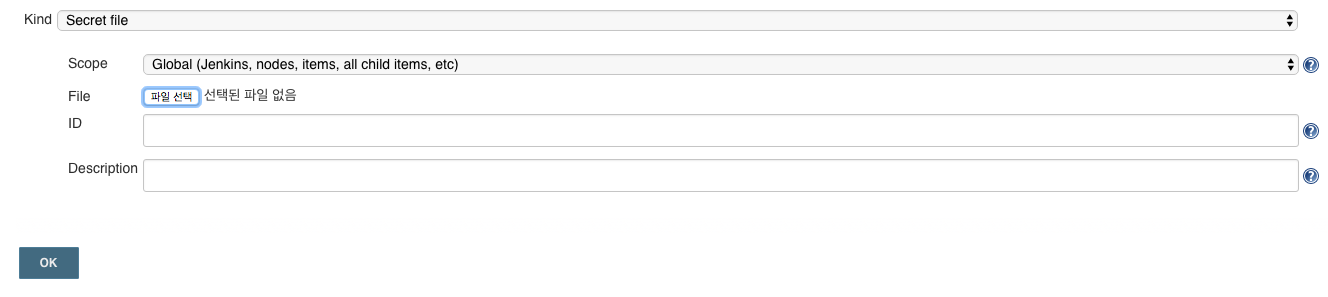 Kind Secret file
Scope Global (Jenkins, nodes, items, all child items, etc) ?
File 파일 선택 선택된 파일 없음
ID ?
Description ?
OK